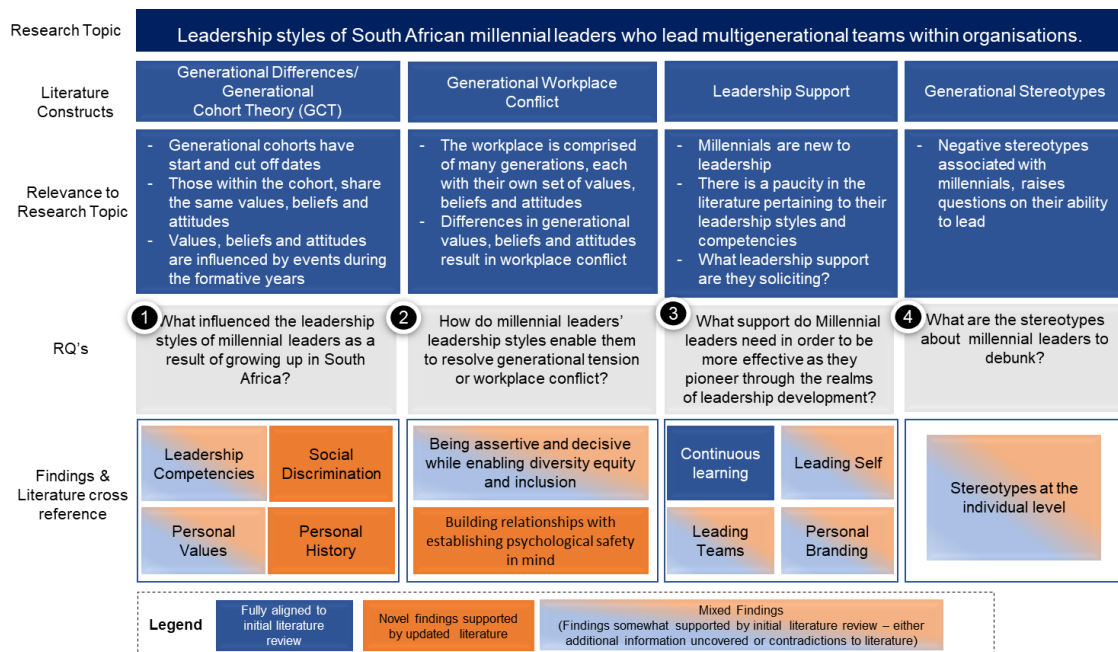 Research Topic
Leadership styles of South African millennial leaders who lead multigenerational teams within organisations.
Literature
Constructs
Generational Differences/
Generational
Cohort Theory (GCT)
Generational Workplace
Conflict
Leadership Support
Generational Stereotypes
Relevance to
Research Topic
- Generational cohorts have
start and cut off dates
- Those within the cohort, share
the same values, beliefs and
attitudes
- Values, beliefs and attitudes
are influenced by events during
the formative years
- The workplace is comprised
of many generations, each
with their own set of values,
beliefs and attitudes
- Differences in generational
values, beliefs and attitudes
result in workplace conflict
- Millennials are new to
leadership
- There is a paucity in the
literature pertaining to their
leadership styles and
competencies
- What leadership support
are they soliciting?
- Negative stereotypes
associated with
millennials, raises
questions on their ability
to lead
RQ's
1
What influenced the leadership
styles of millennial leaders as a
result of growing up in South
Africa?
2
How do millennial leaders'
leadership styles enable them
to resolve generational tension
or workplace conflict?
3
What support do Millennial
leaders need in order to be
more effective as they
pioneer through the realms
of leadership development?
4
What are the stereotypes
about millennial leaders to
debunk?
Findings &
Literature cross
reference
Leadership
Competencies
Social
Discrimination
Personal
Values
Personal
History
Being assertive and decisive
while enabling diversity equity
and inclusion
Building relationships with
establishing psychological safety
in mind
Continuous
learning
Leading Self
Leading
Teams
Personal
Branding
Stereotypes at the
individual level
Legend
Fully aligned to
initial literature
review
Novel findings supported
by updated literature
Mixed Findings
(Findings somewhat supported by initial literature review – either
additional information uncovered or contradictions to literature)